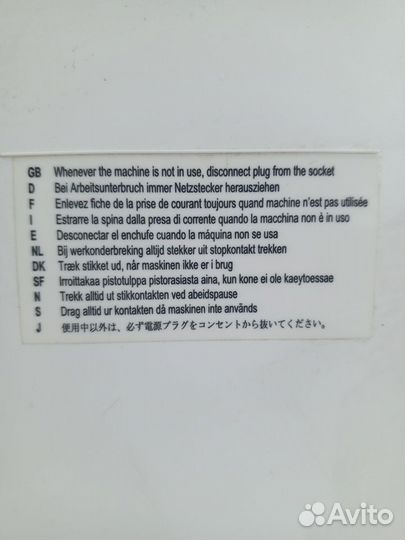 GB Whenever the machine is not in use, disconnect plug from the socket
D Bei Arbeitsunterbruch immer Netzstecker herausziehen
F Enlevez fiche de la prise de courant toujours quand machine n'est pas utilisée
I Estrarre la spina dalla presa di corrente quando la macchina non è in uso
E Desconectar el enchufe cuando la máquina no se usa
NL Bij werkonderbreking altijd stekker uit stopkontakt trekken
DK Træk stikket ud, når maskinen ikke er i brug
SF Irroittakaa pistotulppa pistorasiasta aina, kun kone ei ole kaeytoessae
N Trekk alltid ut stikkontakten ved abeidspause
S Drag alltid ur kontakten då maskinen inte används
J 使用中以外は、必ず電源プラグをコンセントから抜いてください。
Avito